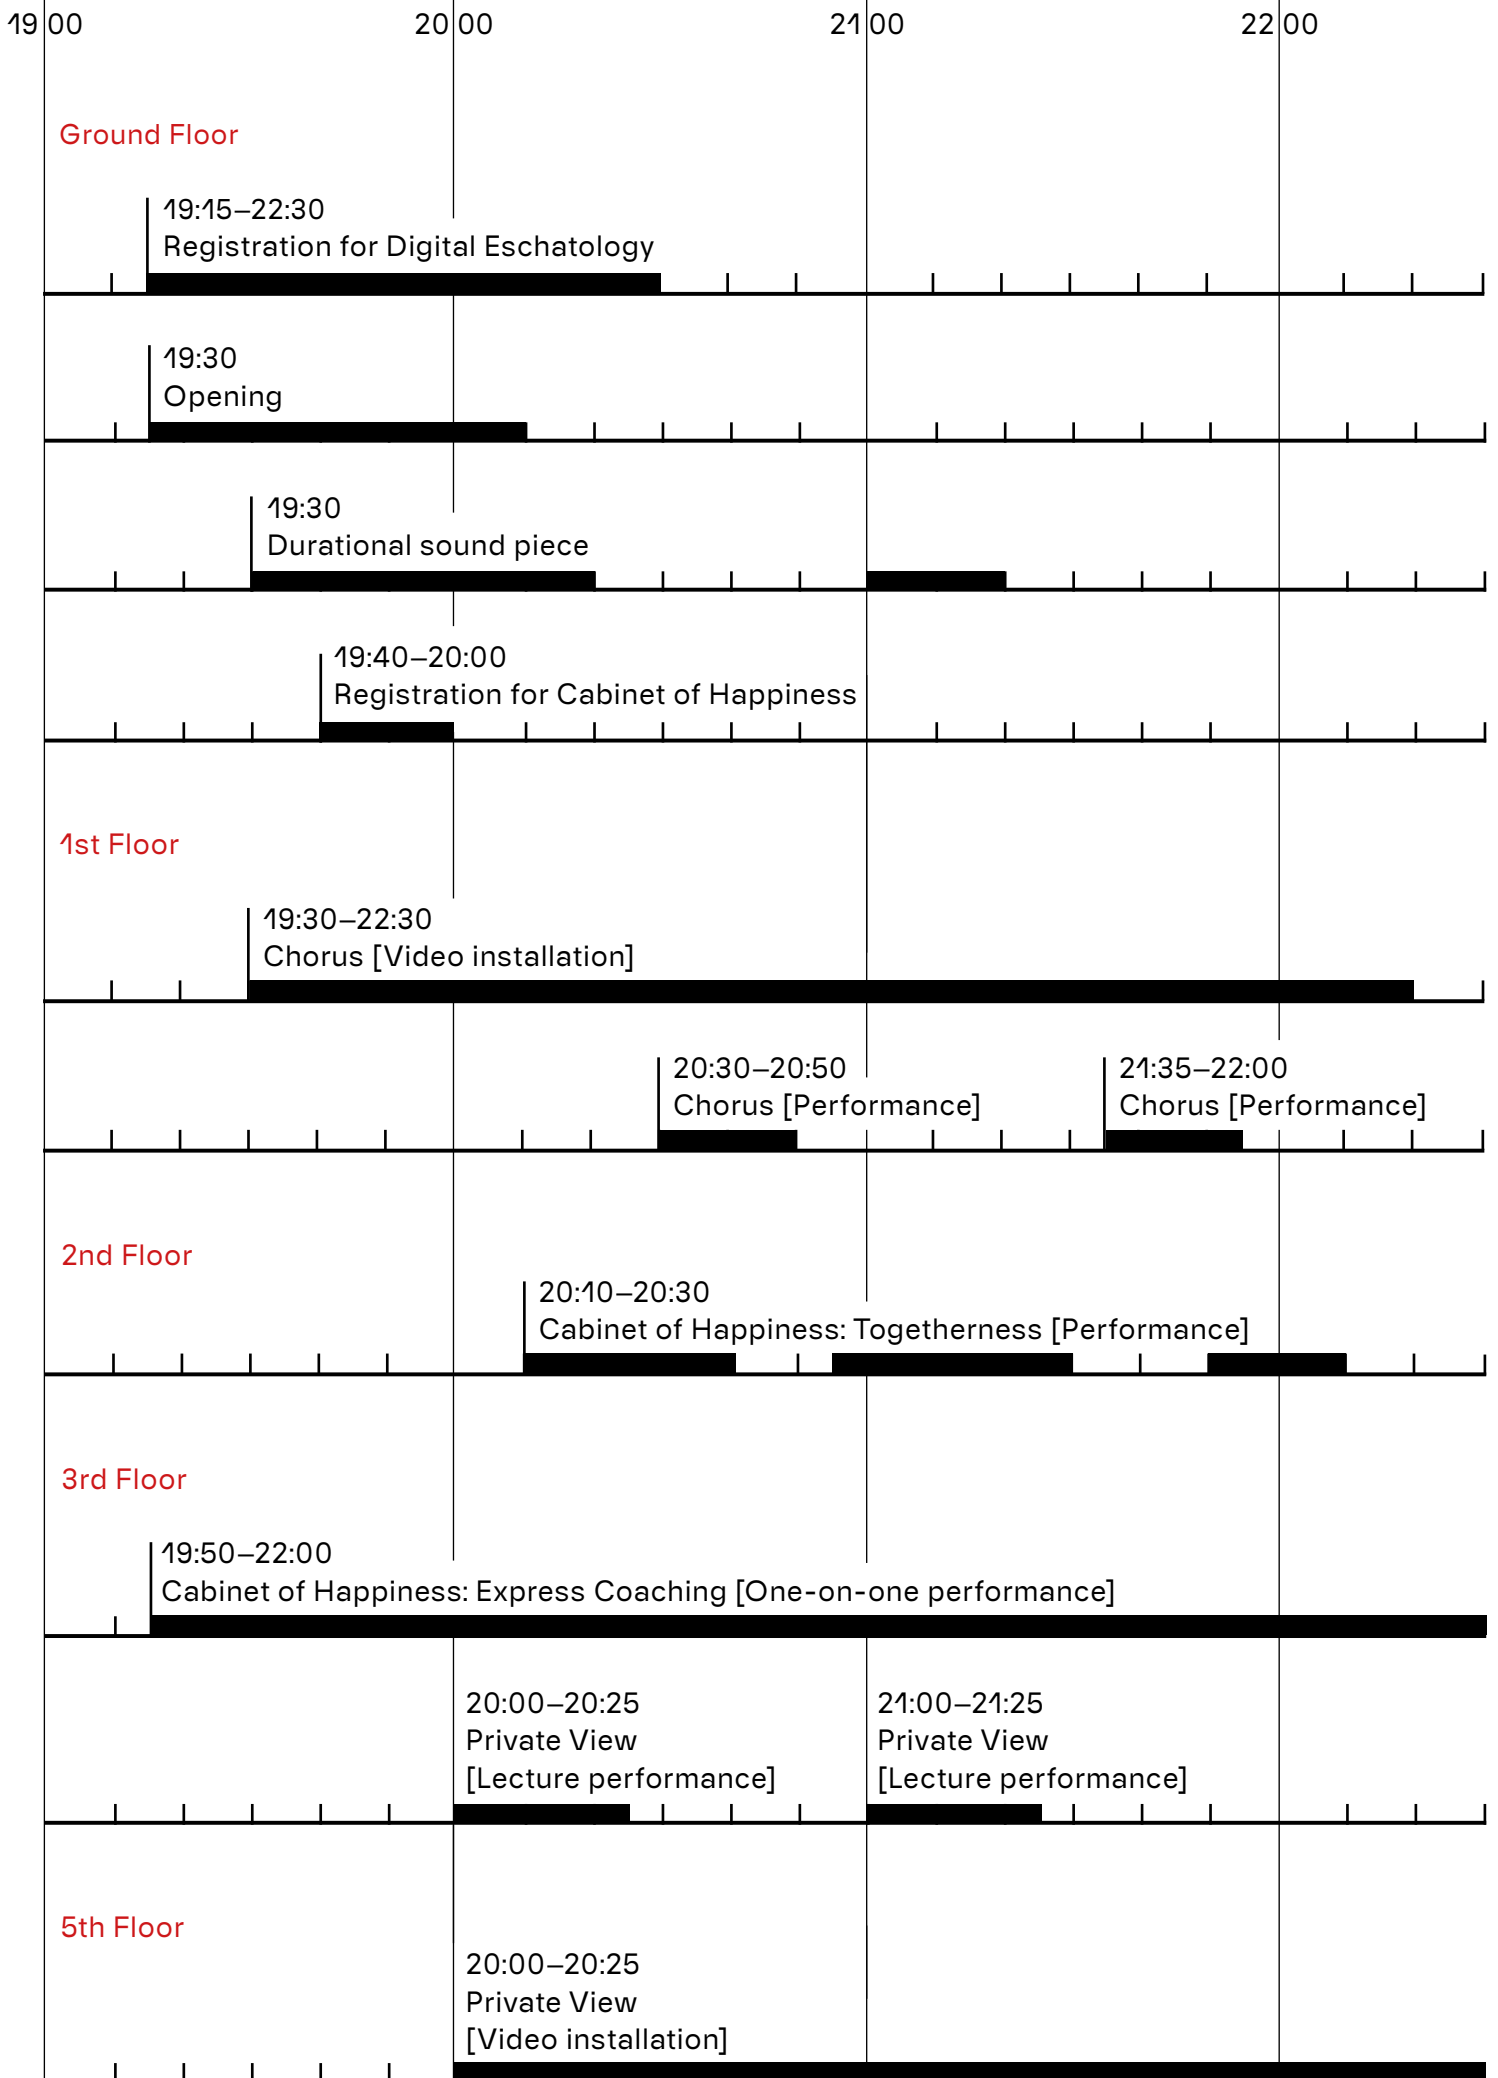 19 00 20 00 21 00 22 00
Ground Floor
19:15–22:30
Registration for Digital Eschatology
19:30
Opening
19:30
Durational sound piece
19:40–20:00
Registration for Cabinet of Happiness
1st Floor
19:30–22:30
Chorus [Video installation]
20:30–20:50
Chorus [Performance]
21:35–22:00
Chorus [Performance]
2nd Floor
20:10–20:30
Cabinet of Happiness: Togetherness [Performance]
3rd Floor
19:50–22:00
Cabinet of Happiness: Express Coaching [One-on-one performance]
20:00–20:25
Private View
[Lecture performance]
21:00–21:25
Private View
[Lecture performance]
5th Floor
20:00–20:25
Private View
[Video installation]